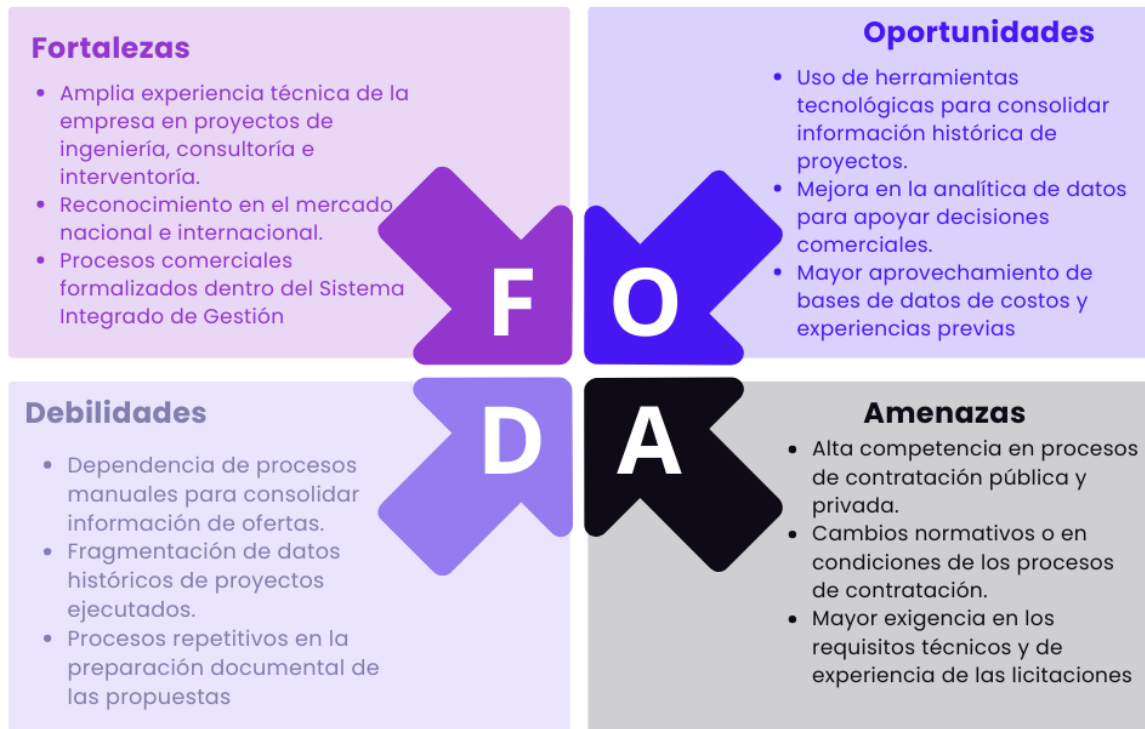 Fortalezas
Amplia experiencia técnica de la
empresa en proyectos de
ingeniería, consultoría e
interventoría.
Reconocimiento en el mercado
nacional e internacional.
Procesos comerciales
formalizados dentro del Sistema
Integrado de Gestión
Oportunidades
Uso de herramientas
tecnológicas para consolidar
información histórica de
proyectos.
Mejora en la analítica de datos
para apoyar decisiones
comerciales.
Mayor aprovechamiento de
bases de datos de costos y
experiencias previas
F
O
D
A
Debilidades
Dependencia de procesos
manuales para consolidar
información de ofertas.
Fragmentación de datos
históricos de proyectos
ejecutados.
Procesos repetitivos en la
preparación documental de
las propuestas
Amenazas
Alta competencia en procesos
de contratación pública y
privada.
Cambios normativos o en
condiciones de los procesos
de contratación.
Mayor exigencia en los
requisitos técnicos y de
experiencia de las licitaciones